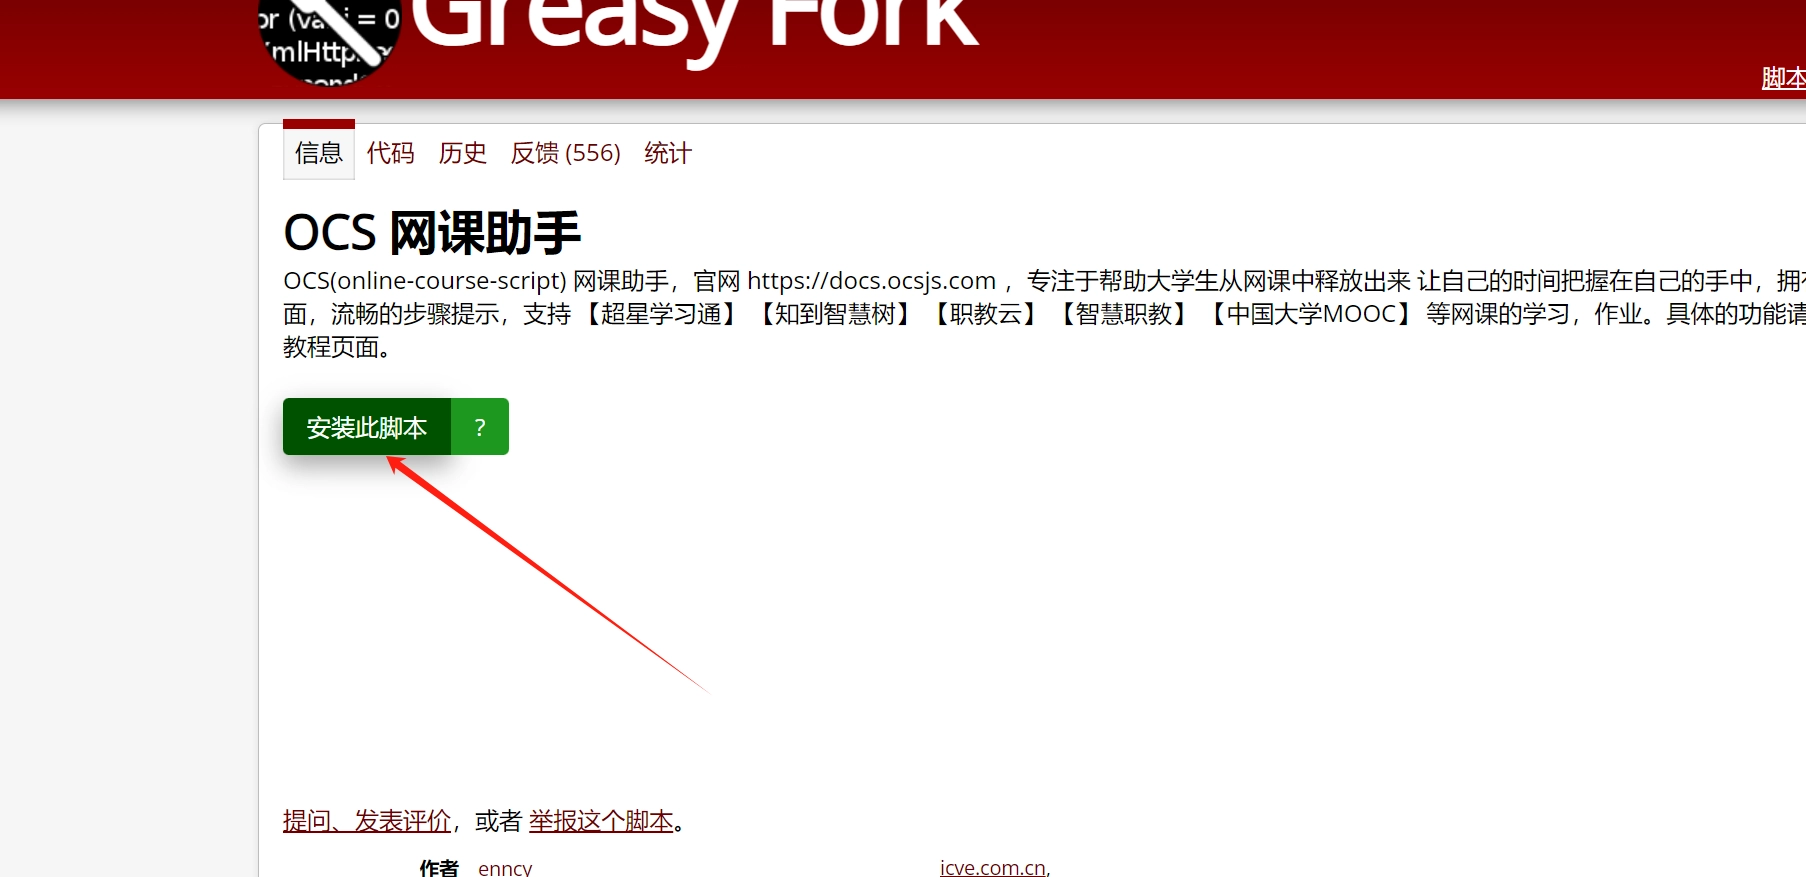 or (va i = 0
XmlHttp
Greasy Fork
脚本
信息 代码 历史 反馈 (556) 统计
OCS 网课助手
OCS(online-course-script) 网课助手，官网 https://docs.ocsjs.com ，专注于帮助大学生从网课中释放出来 让自己的时间把握在自己的手中，拥有
面，流畅的步骤提示，支持 【超星学习通】 【知到智慧树】 【职教云】 【智慧职教】 【中国大学MOOC】 等网课的学习，作业。具体的功能请
教程页面。
安装此脚本 ?
提问、发表评价，或者 举报这个脚本。
作者 enncy icve.com.cn,